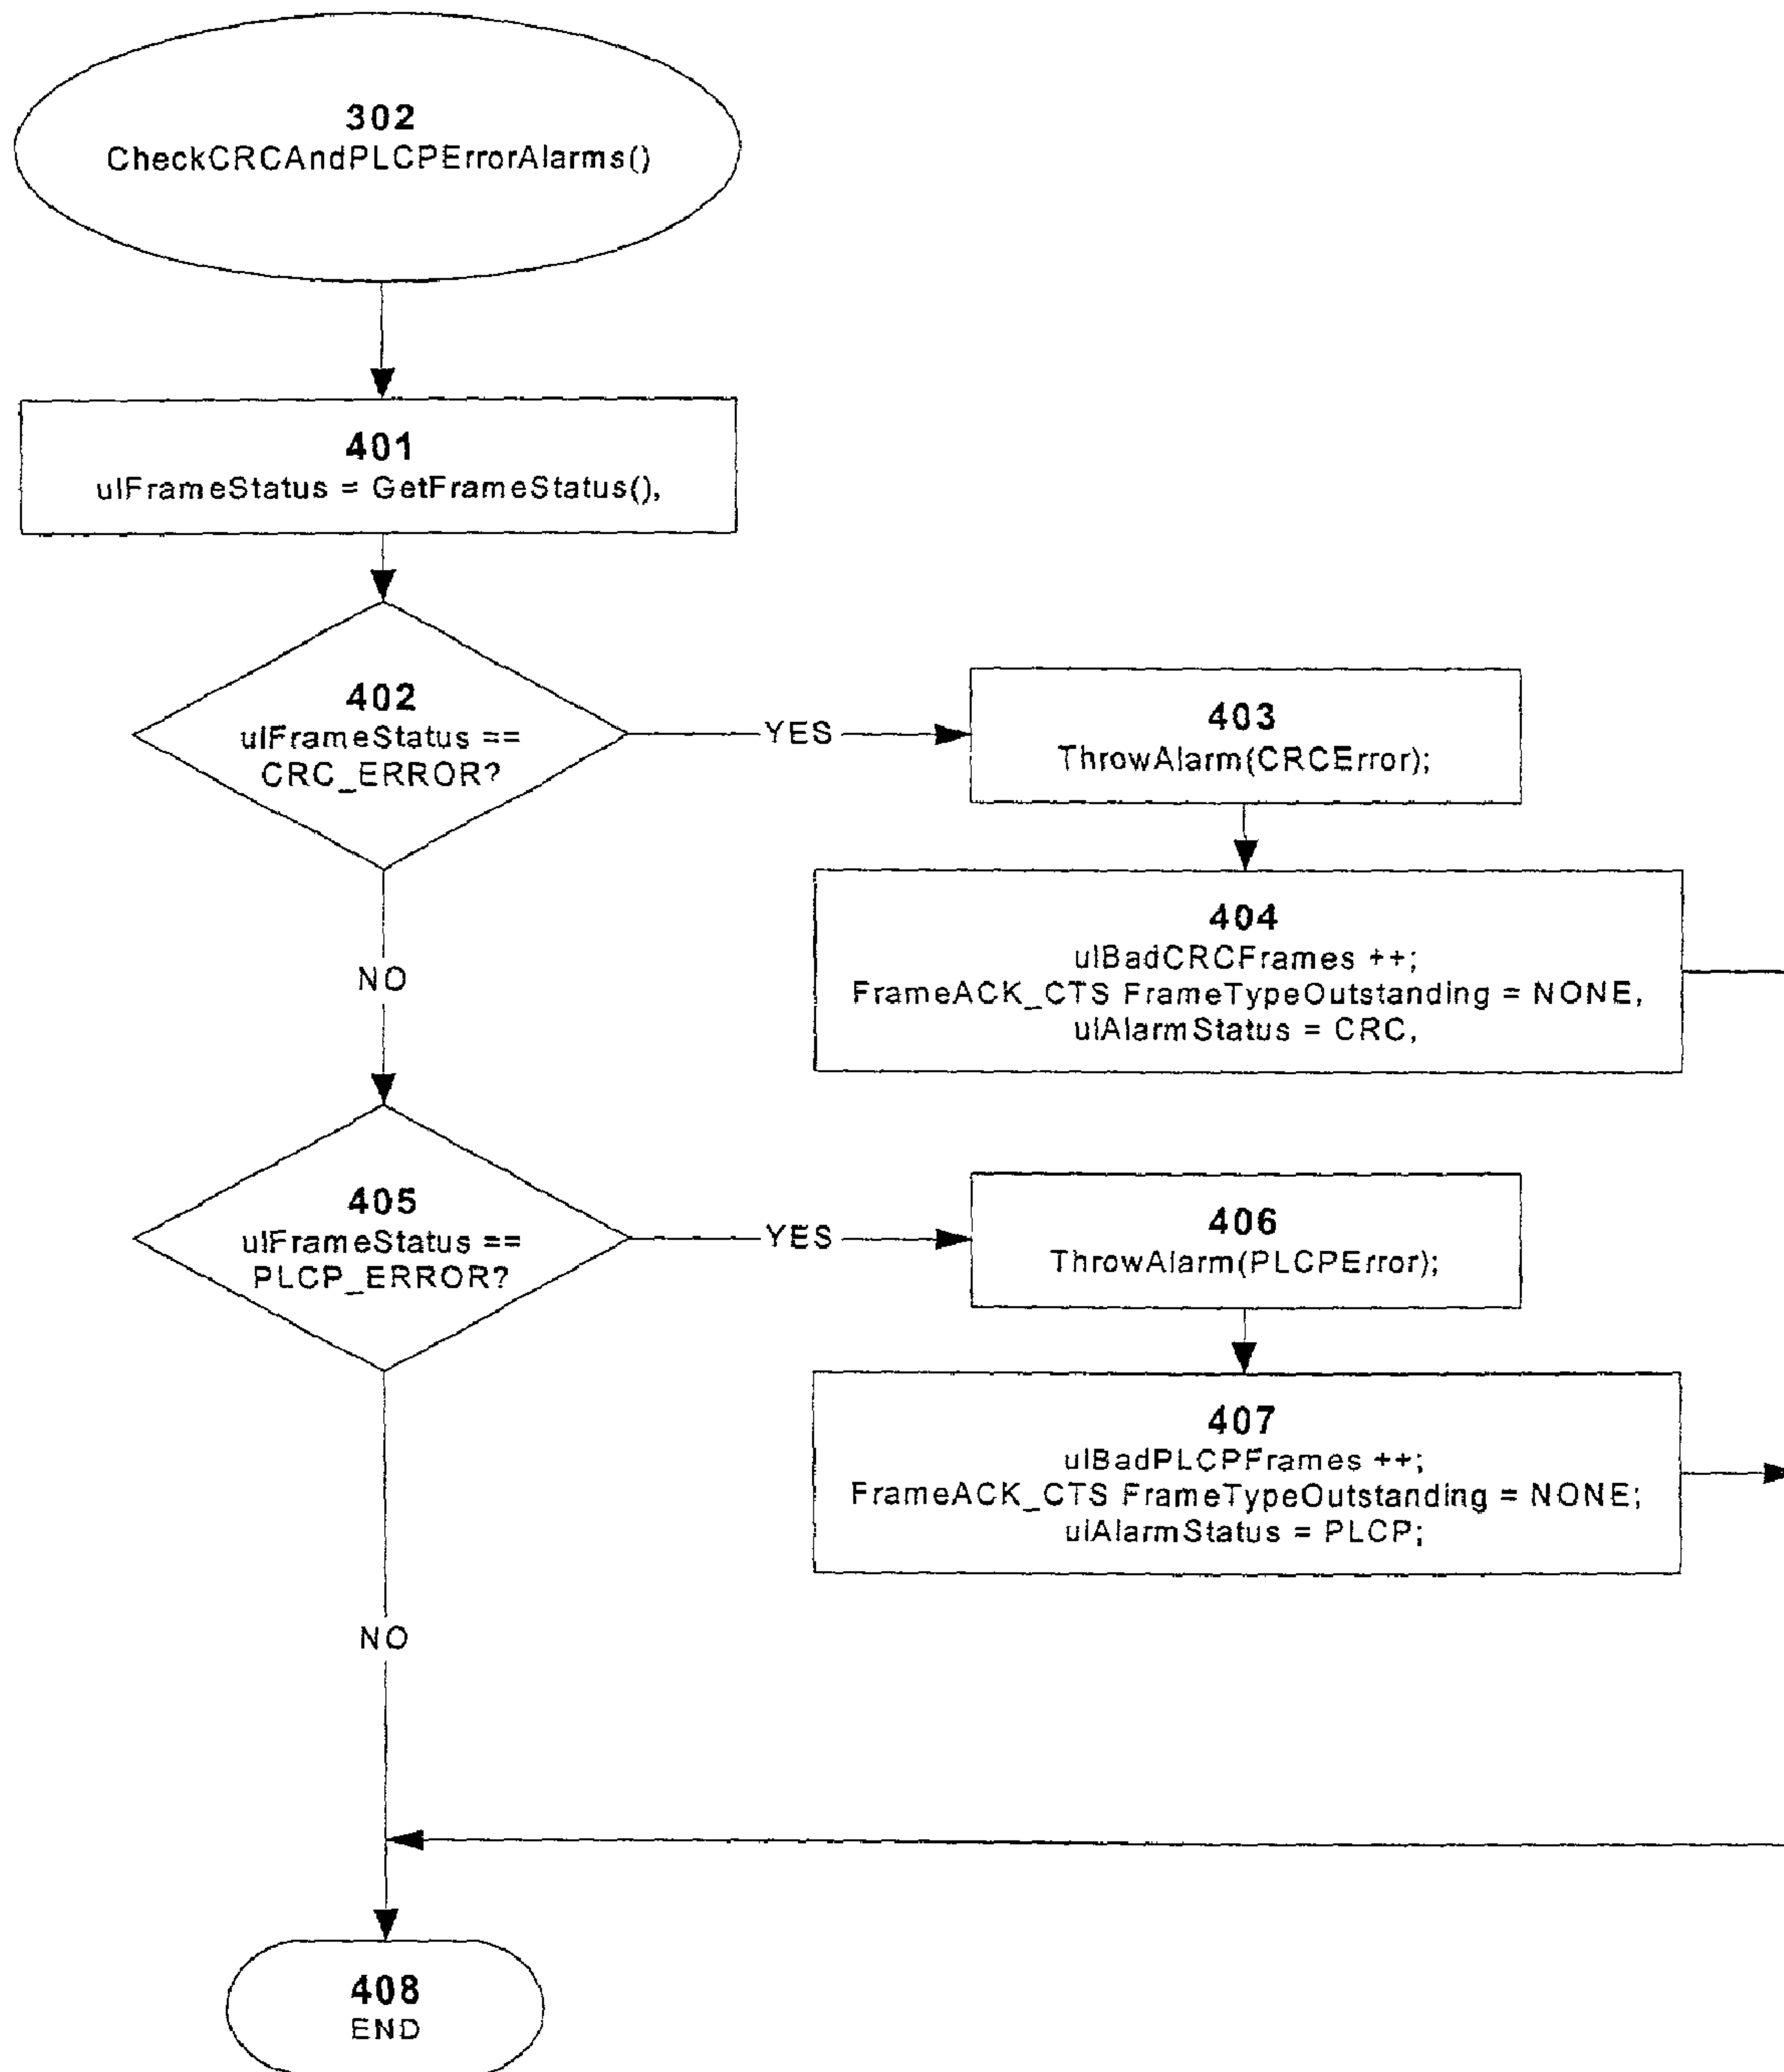 302
CheckCRCAndPLCPErrorAlarms()
401
ulFrameStatus = GetFrameStatus(),
402
ulFrameStatus ==
CRC_ERROR?
YES
403
ThrowAlarm(CRCError);
404
ulBadCRCFrames ++;
FrameACK_CTS FrameTypeOutstanding = NONE,
ulAlarmStatus = CRC,
NO
405
ulFrameStatus ==
PLCP_ERROR?
YES
406
ThrowAlarm(PLCPError);
407
ulBadPLCPFrames ++;
FrameACK_CTS FrameTypeOutstanding = NONE;
ulAlarmStatus = PLCP;
NO
408
END